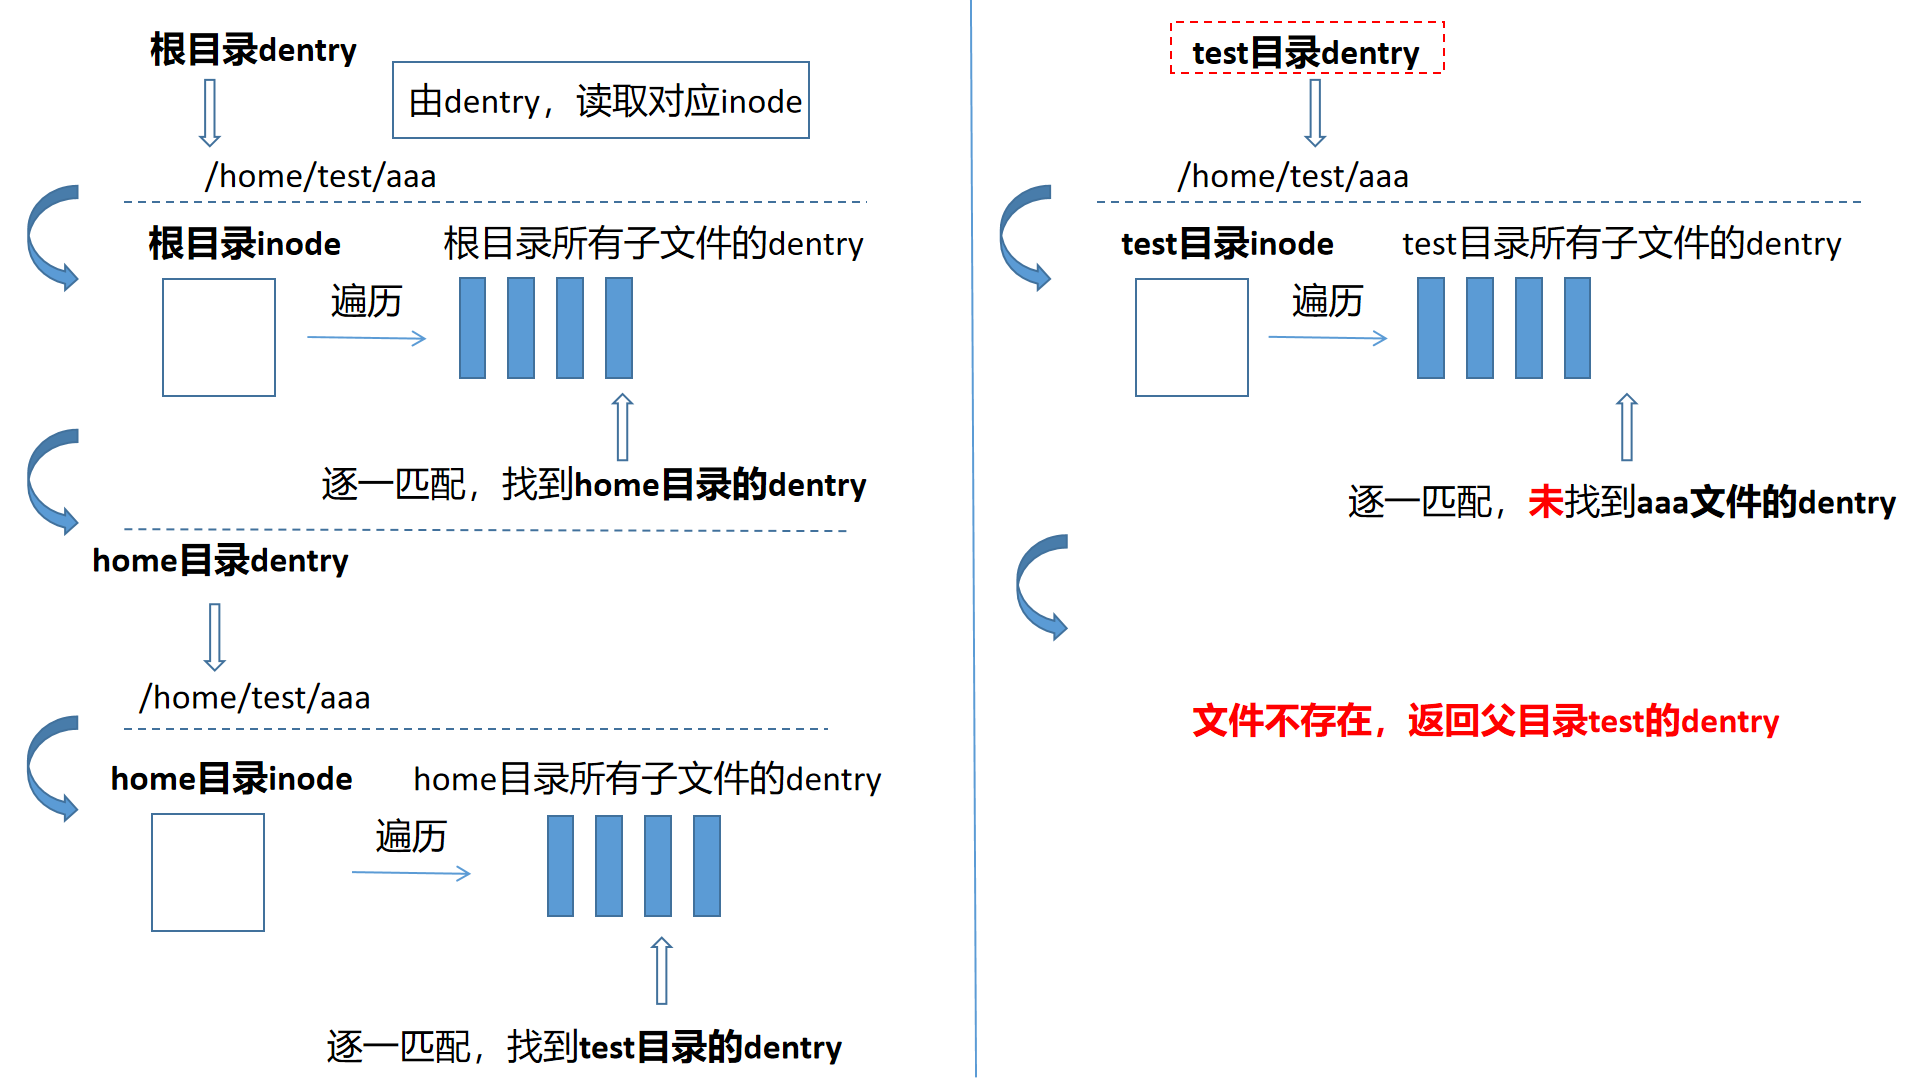 根目录dentry
由dentry，读取对应inode
/home/test/aaa
根目录inode
根目录所有子文件的dentry
遍历
逐一匹配，找到home目录的dentry
home目录dentry
/home/test/aaa
home目录inode
home目录所有子文件的dentry
遍历
逐一匹配，找到test目录的dentry
test目录dentry
/home/test/aaa
test目录inode
test目录所有子文件的dentry
遍历
逐一匹配，未找到aaa文件的dentry
文件不存在，返回父目录test的dentry